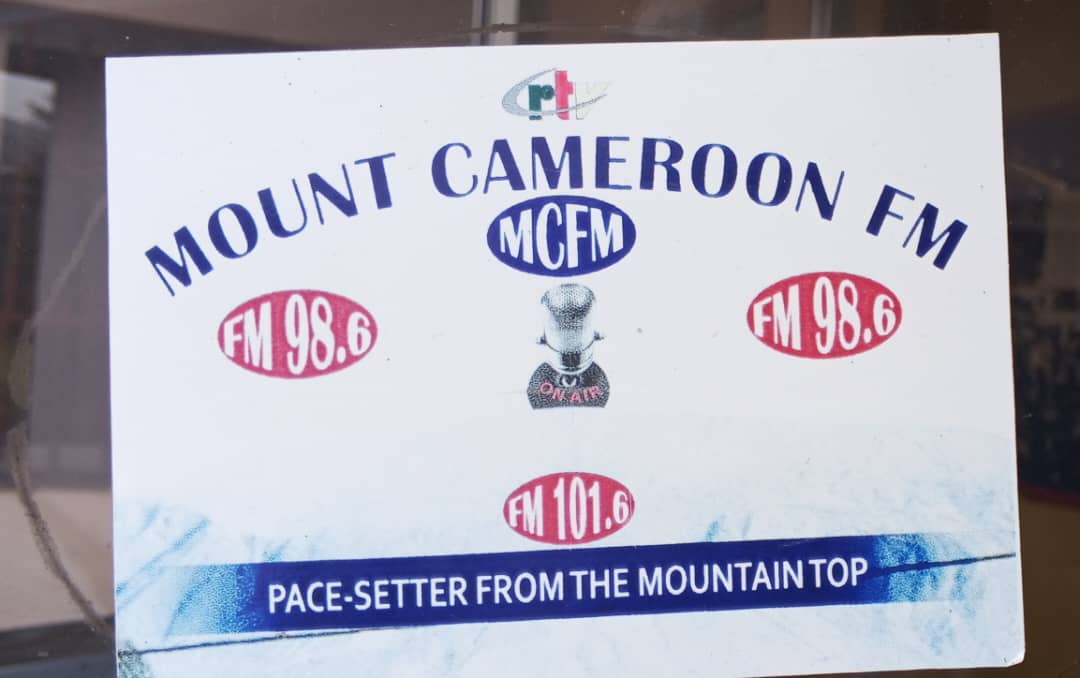 crtv
MOUNT CAMEROON FM
MCFM
FM 98.6
FM 98.6
ON AIR
FM 101.6
PACE-SETTER FROM THE MOUNTAIN TOP